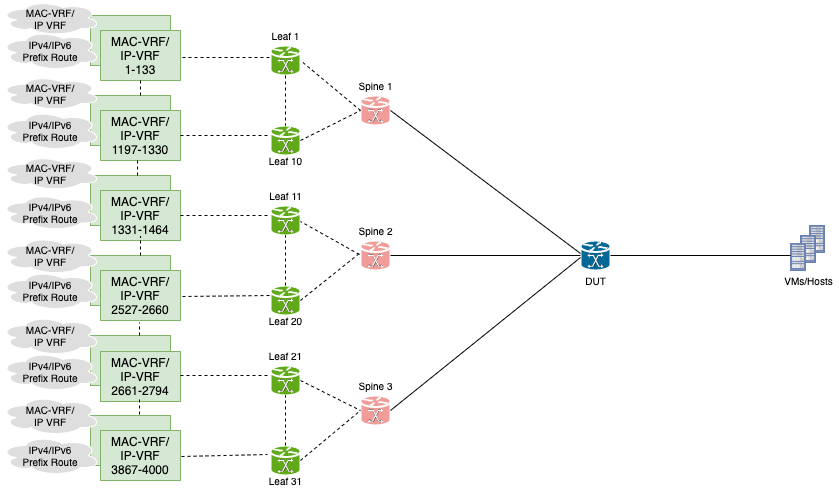 MAC-VRF/
IP VRF
IPv4/IPv6
Prefix Route
MAC-VRF/
IP-VRF
1-133
Leaf 1
Spine 1
MAC-VRF/
IP VRF
IPv4/IPv6
Prefix Route
MAC-VRF/
IP-VRF
1197-1330
Leaf 10
MAC-VRF/
IP VRF
IPv4/IPv6
Prefix Route
MAC-VRF/
IP-VRF
1331-1464
Leaf 11
Spine 2
MAC-VRF/
IP VRF
IPv4/IPv6
Prefix Route
MAC-VRF/
IP-VRF
2527-2660
Leaf 20
DUT
VMs/Hosts
MAC-VRF/
IP VRF
IPv4/IPv6
Prefix Route
MAC-VRF/
IP-VRF
2661-2794
Leaf 21
Spine 3
MAC-VRF/
IP VRF
IPv4/IPv6
Prefix Route
MAC-VRF/
IP-VRF
3867-4000
Leaf 31